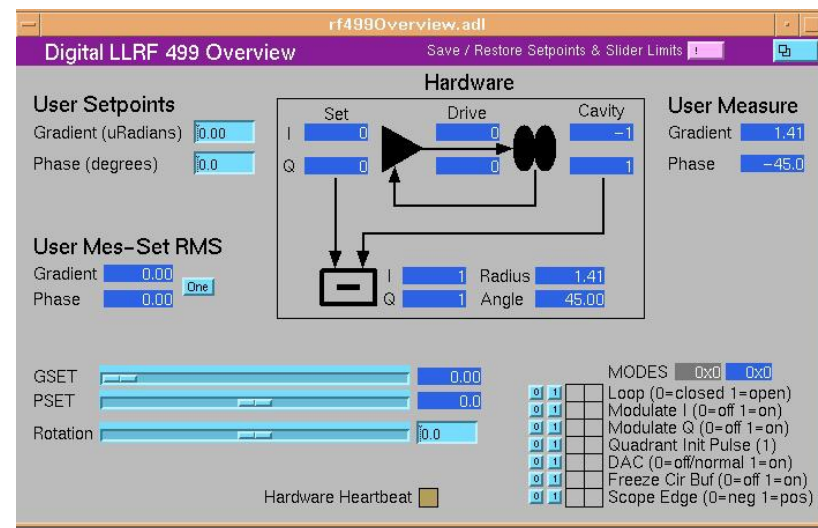 rf499Overview.adl
Digital LLRF 499 Overview
Save / Restore Setpoints & Slider Limits !
Hardware
User Setpoints
Gradient (uRadians) 0.00
Phase (degrees) 0.0
Set Drive Cavity
I 0 0 -1
Q 0 0 1
User Measure
Gradient 1.41
Phase -45.0
User Mes-Set RMS
Gradient 0.00
Phase 0.00
One
I 1 Radius 1.41
Q 1 Angle 45.00
GSET 0.00
PSET 0.0
Rotation 0.0
MODES 0x0 0x0
0 1 Loop (0=closed 1=open)
0 1 Modulate I (0=off 1=on)
0 1 Modulate Q (0=off 1=on)
0 1 Quadrant Init Pulse (1)
0 1 DAC (0=off/normal 1=on)
0 1 Freeze Cir Buf (0=off 1=on)
0 1 Scope Edge (0=neg 1=pos)
Hardware Heartbeat